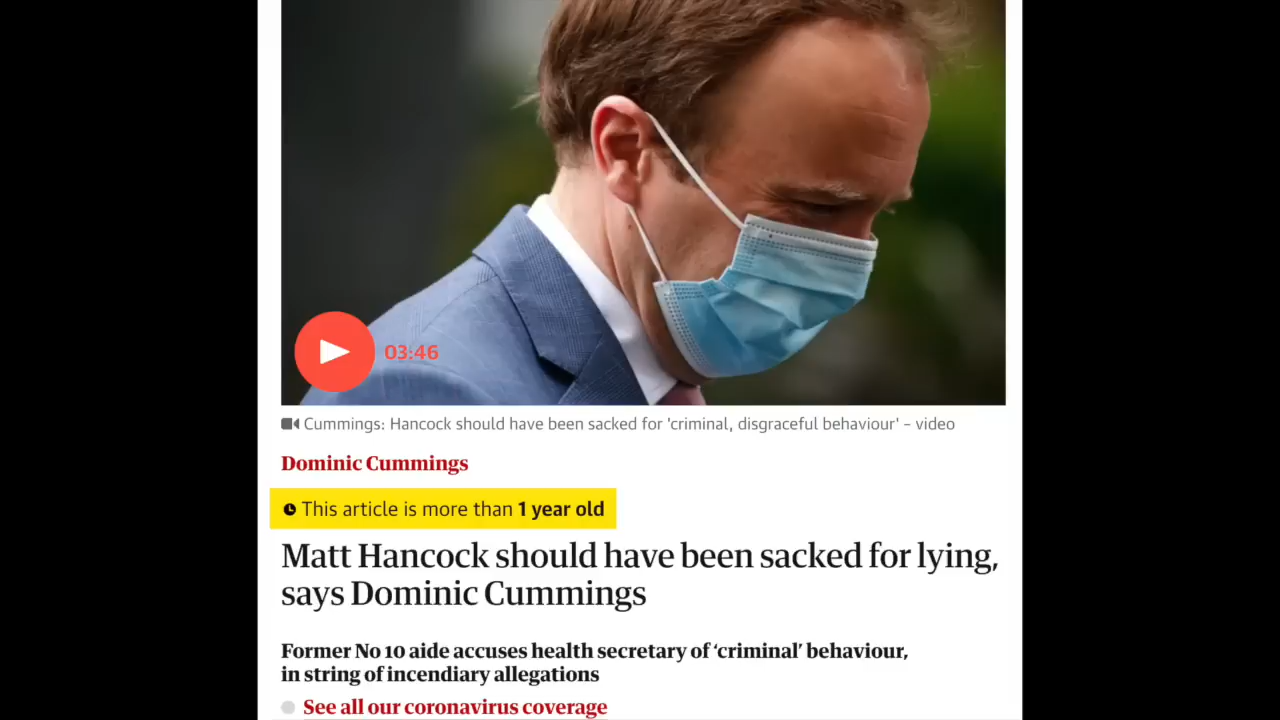 03:46
Cummings: Hancock should have been sacked for 'criminal, disgraceful behaviour' – video
Dominic Cummings
This article is more than 1 year old
Matt Hancock should have been sacked for lying,
says Dominic Cummings
Former No 10 aide accuses health secretary of ‘criminal’ behaviour,
in string of incendiary allegations
See all our coronavirus coverage